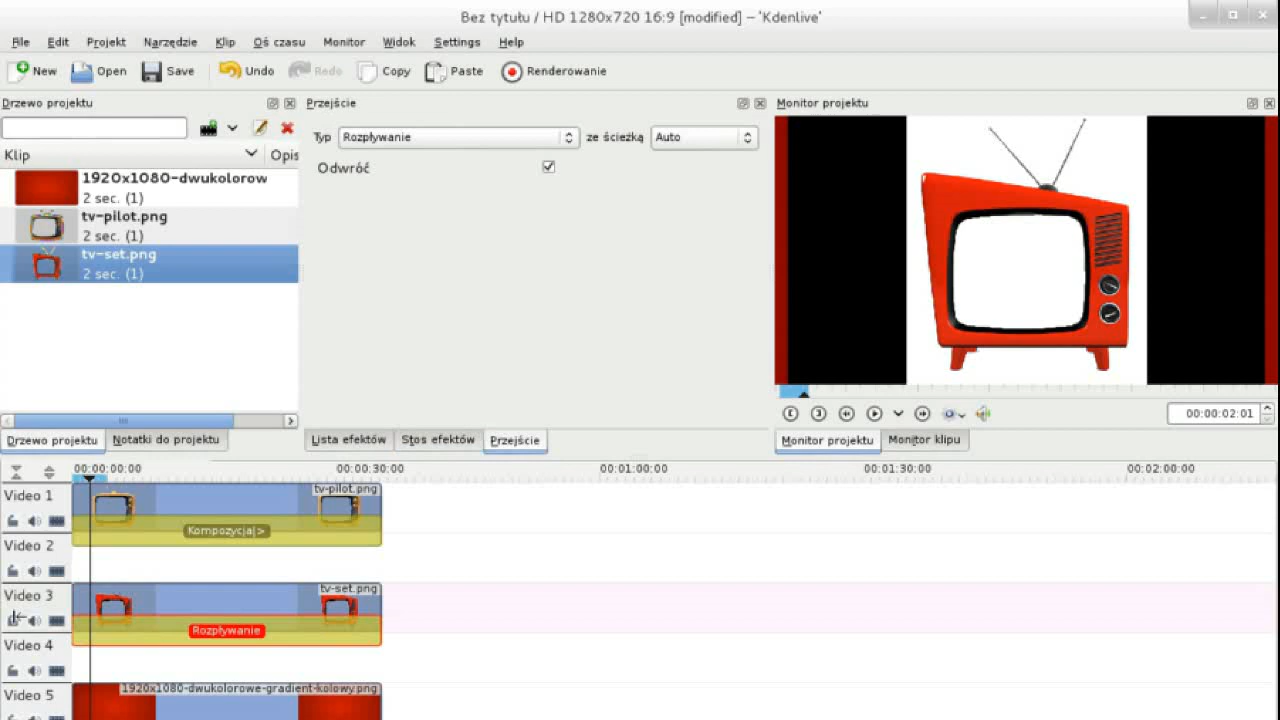 Bez tytułu / HD 1280x720 16:9 [modified] – 'Kdenlive'
File Edit Projekt Narzędzie Klip Oś czasu Monitor Widok Settings Help
New Open Save Undo Redo Copy Paste Renderowanie
Drzewo projektu
Klip Opis
1920x1080-dwukolorow
2 sec. (1)
tv-pilot.png
2 sec. (1)
tv-set.png
2 sec. (1)
Drzewo projektu Notatki do projektu
Przejście
Typ Rozpływanie ze ścieżką Auto
Odwróć
Lista efektów Stos efektów Przejście
Monitor projektu
00:00:02:01
Monitor projektu Monitor klipu
00:00:00:00 00:00:30:00 00:01:00:00 00:01:30:00 00:02:00:00
Video 1
tv-pilot.png
Kompozycja|>
Video 2
Video 3
tv-set.png
Rozpływanie
Video 4
Video 5
1920x1080-dwukolorowe-gradient-kolowy.png